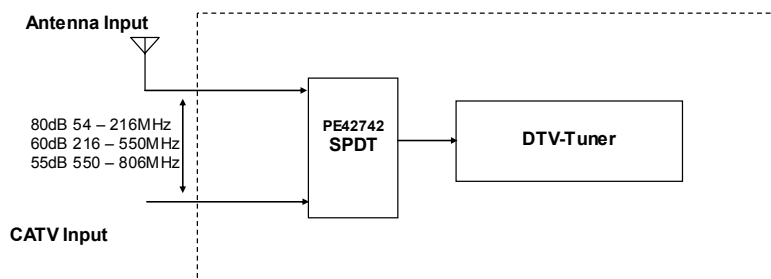 Antenna Input
80dB 54 – 216MHz
60dB 216 – 550MHz
55dB 550 – 806MHz
PE42742
SPDT
DTV-Tuner
CATV Input